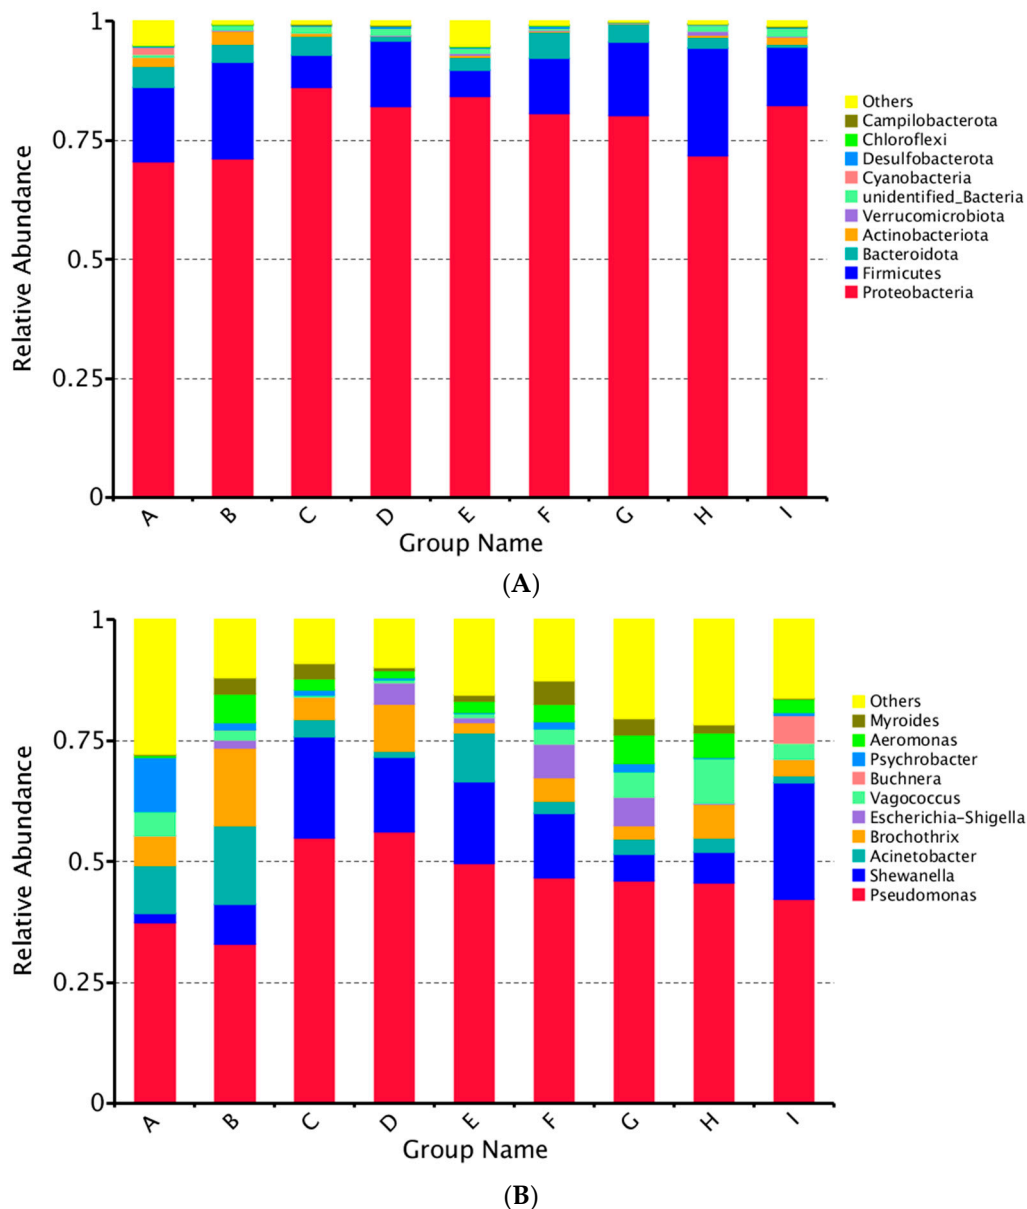 1
0.75
0.5
0.25
0
Relative Abundance
A
B
C
D
E
F
G
H
I
Group Name
Others
Campilobacterota
Chloroflexi
Desulfobacterota
Cyanobacteria
unidentified_Bacteria
Verrucomicrobiota
Actinobacteriota
Bacteroidota
Firmicutes
Proteobacteria
(A)
1
0.75
0.5
0.25
0
Relative Abundance
A
B
C
D
E
F
G
H
I
Group Name
Others
Myroides
Aeromonas
Psychrobacter
Buchnera
Vagococcus
Escherichia-Shigella
Brochothrix
Acinetobacter
Shewanella
Pseudomonas
(B)